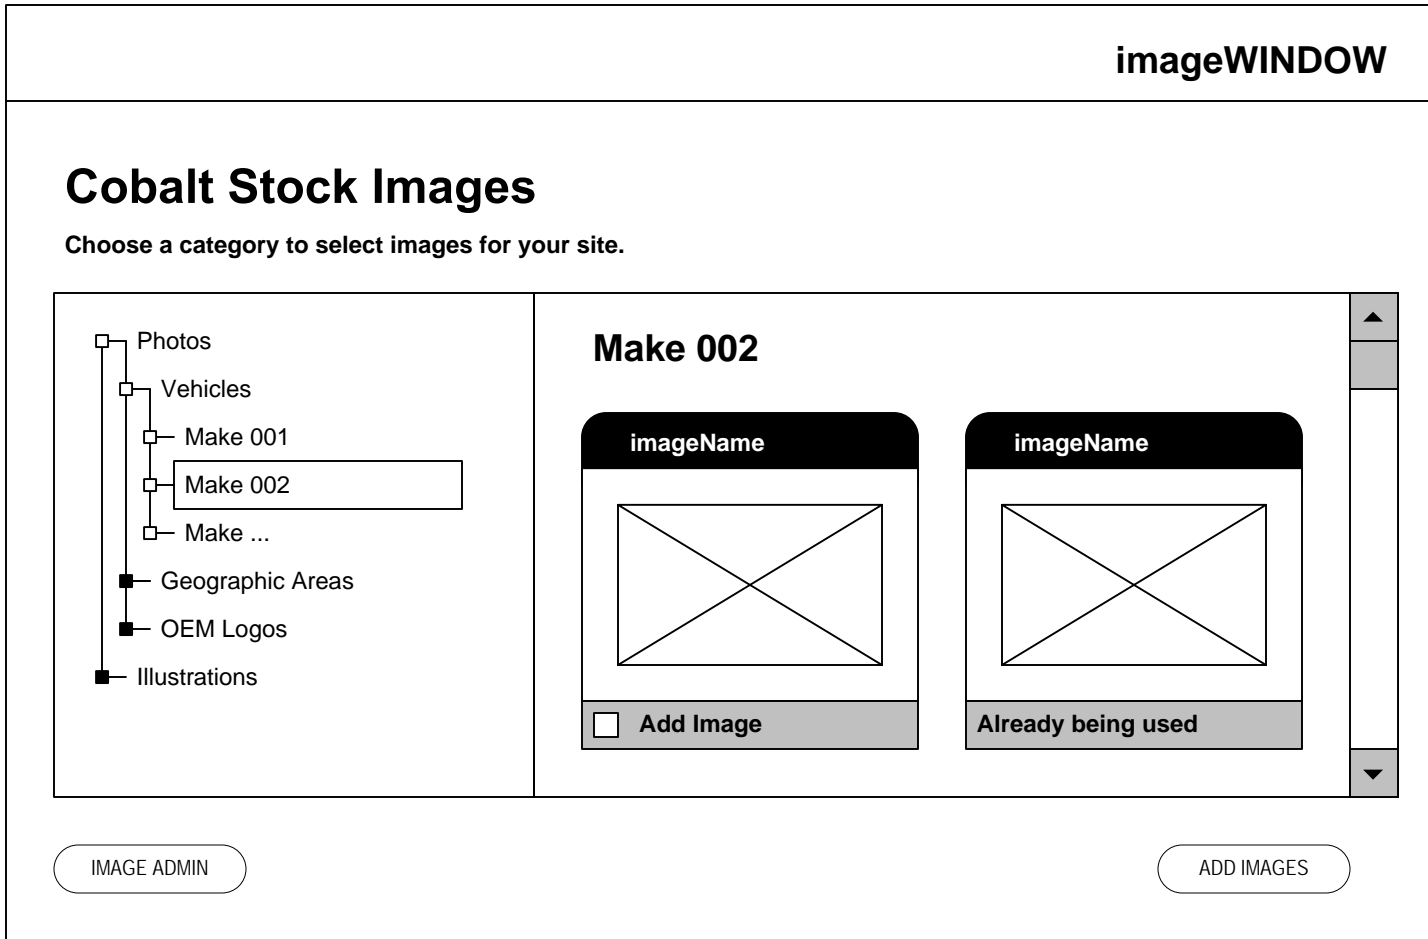 imageWINDOW
Cobalt Stock Images
Choose a category to select images for your site.
Photos
Vehicles
Make 001
Make 002
Make ...
Geographic Areas
OEM Logos
Illustrations
Make 002
imageName
Add Image
imageName
Already being used
IMAGE ADMIN
ADD IMAGES